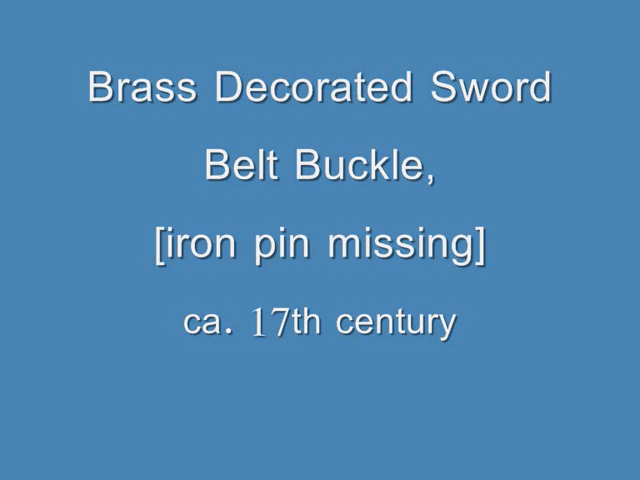 Brass Decorated Sword
Belt Buckle,
[iron pin missing]
ca. 17th century